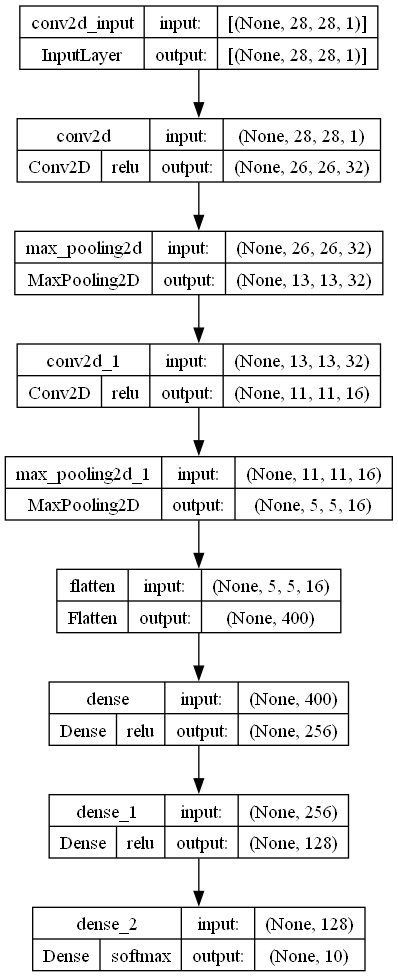 conv2d_input input: [(None, 28, 28, 1)]
InputLayer output: [(None, 28, 28, 1)]
conv2d input: (None, 28, 28, 1)
Conv2D relu output: (None, 26, 26, 32)
max_pooling2d input: (None, 26, 26, 32)
MaxPooling2D output: (None, 13, 13, 32)
conv2d_1 input: (None, 13, 13, 32)
Conv2D relu output: (None, 11, 11, 16)
max_pooling2d_1 input: (None, 11, 11, 16)
MaxPooling2D output: (None, 5, 5, 16)
flatten input: (None, 5, 5, 16)
Flatten output: (None, 400)
dense input: (None, 400)
Dense relu output: (None, 256)
dense_1 input: (None, 256)
Dense relu output: (None, 128)
dense_2 input: (None, 128)
Dense softmax output: (None, 10)